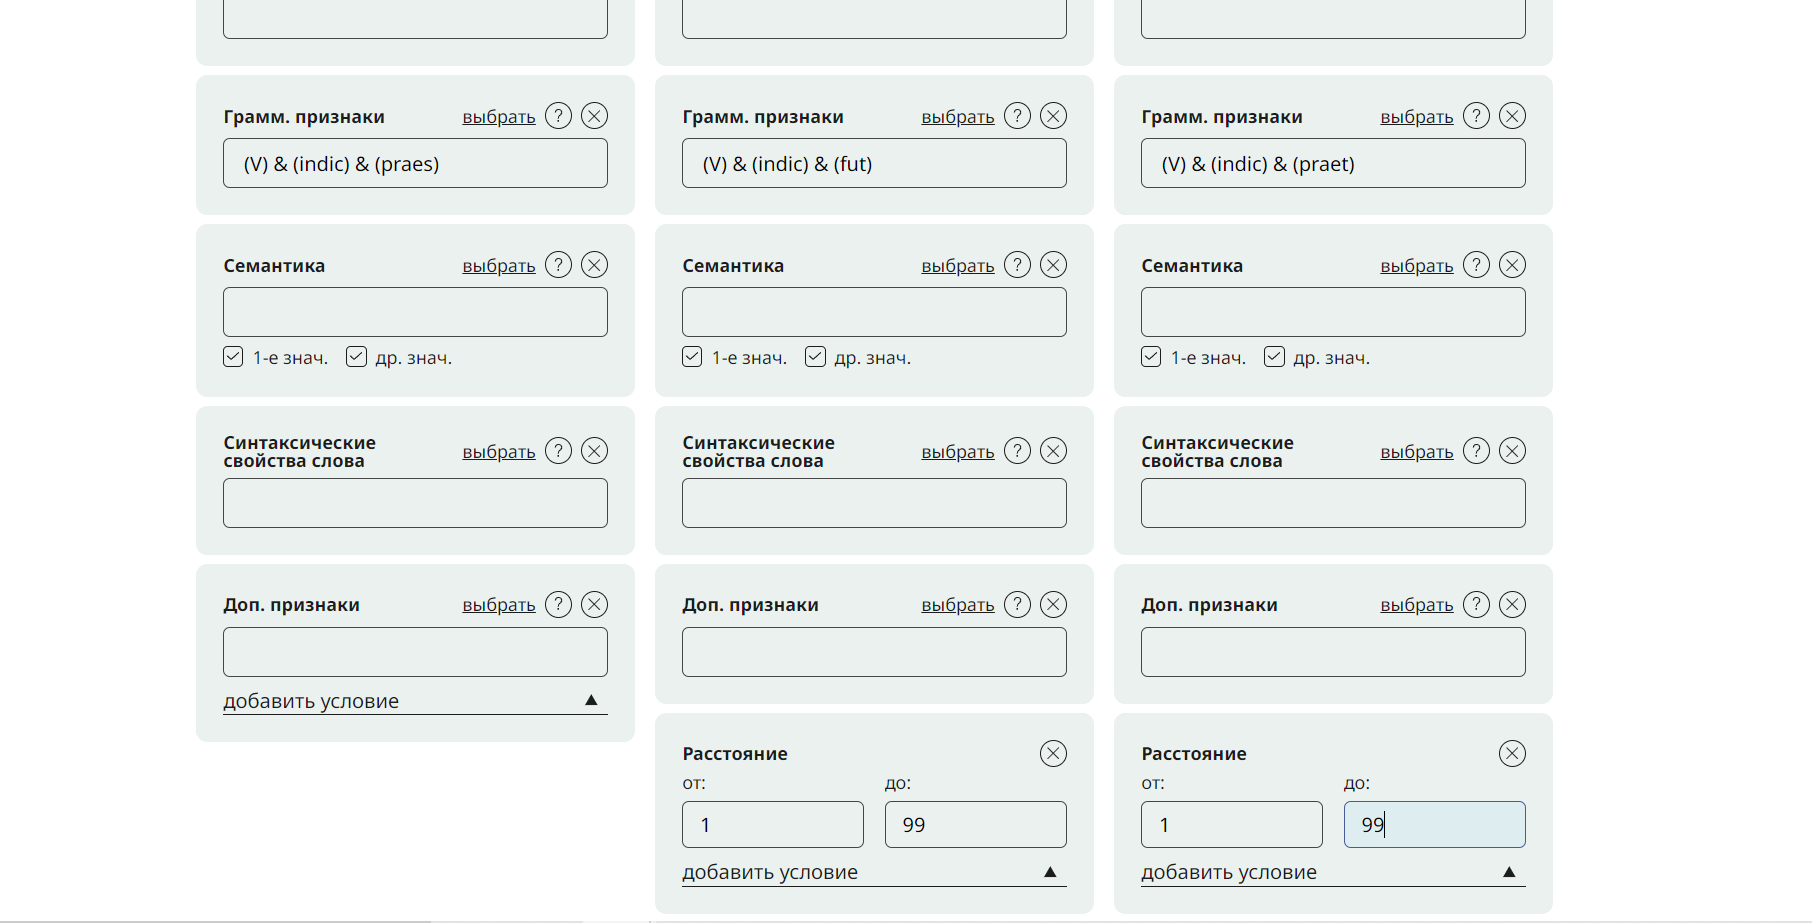 Грамм. признаки выбрать ? Грамм. признаки выбрать ? Грамм. признаки выбрать ?
(V) & (indic) & (praes) (V) & (indic) & (fut) (V) & (indic) & (praet)
Семантика выбрать ? Семантика выбрать ? Семантика выбрать ?
1-е знач. др. знач. 1-е знач. др. знач. 1-е знач. др. знач.
Синтаксические Синтаксические Синтаксические
свойства слова выбрать ? свойства слова выбрать ? свойства слова выбрать ?
Доп. признаки выбрать ? Доп. признаки выбрать ? Доп. признаки выбрать ?
добавить условие
Расстояние Расстояние
от: до: от: до:
1 99 1 99
добавить условие добавить условие